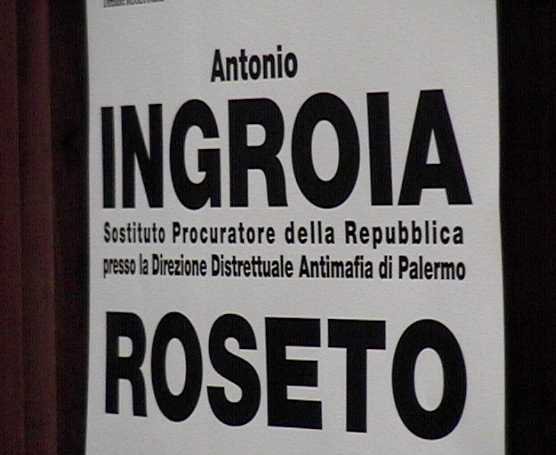 Antonio
INGROIA
Sostituto Procuratore della Repubblica
presso la Direzione Distrettuale Antimafia di Palermo
ROSETO